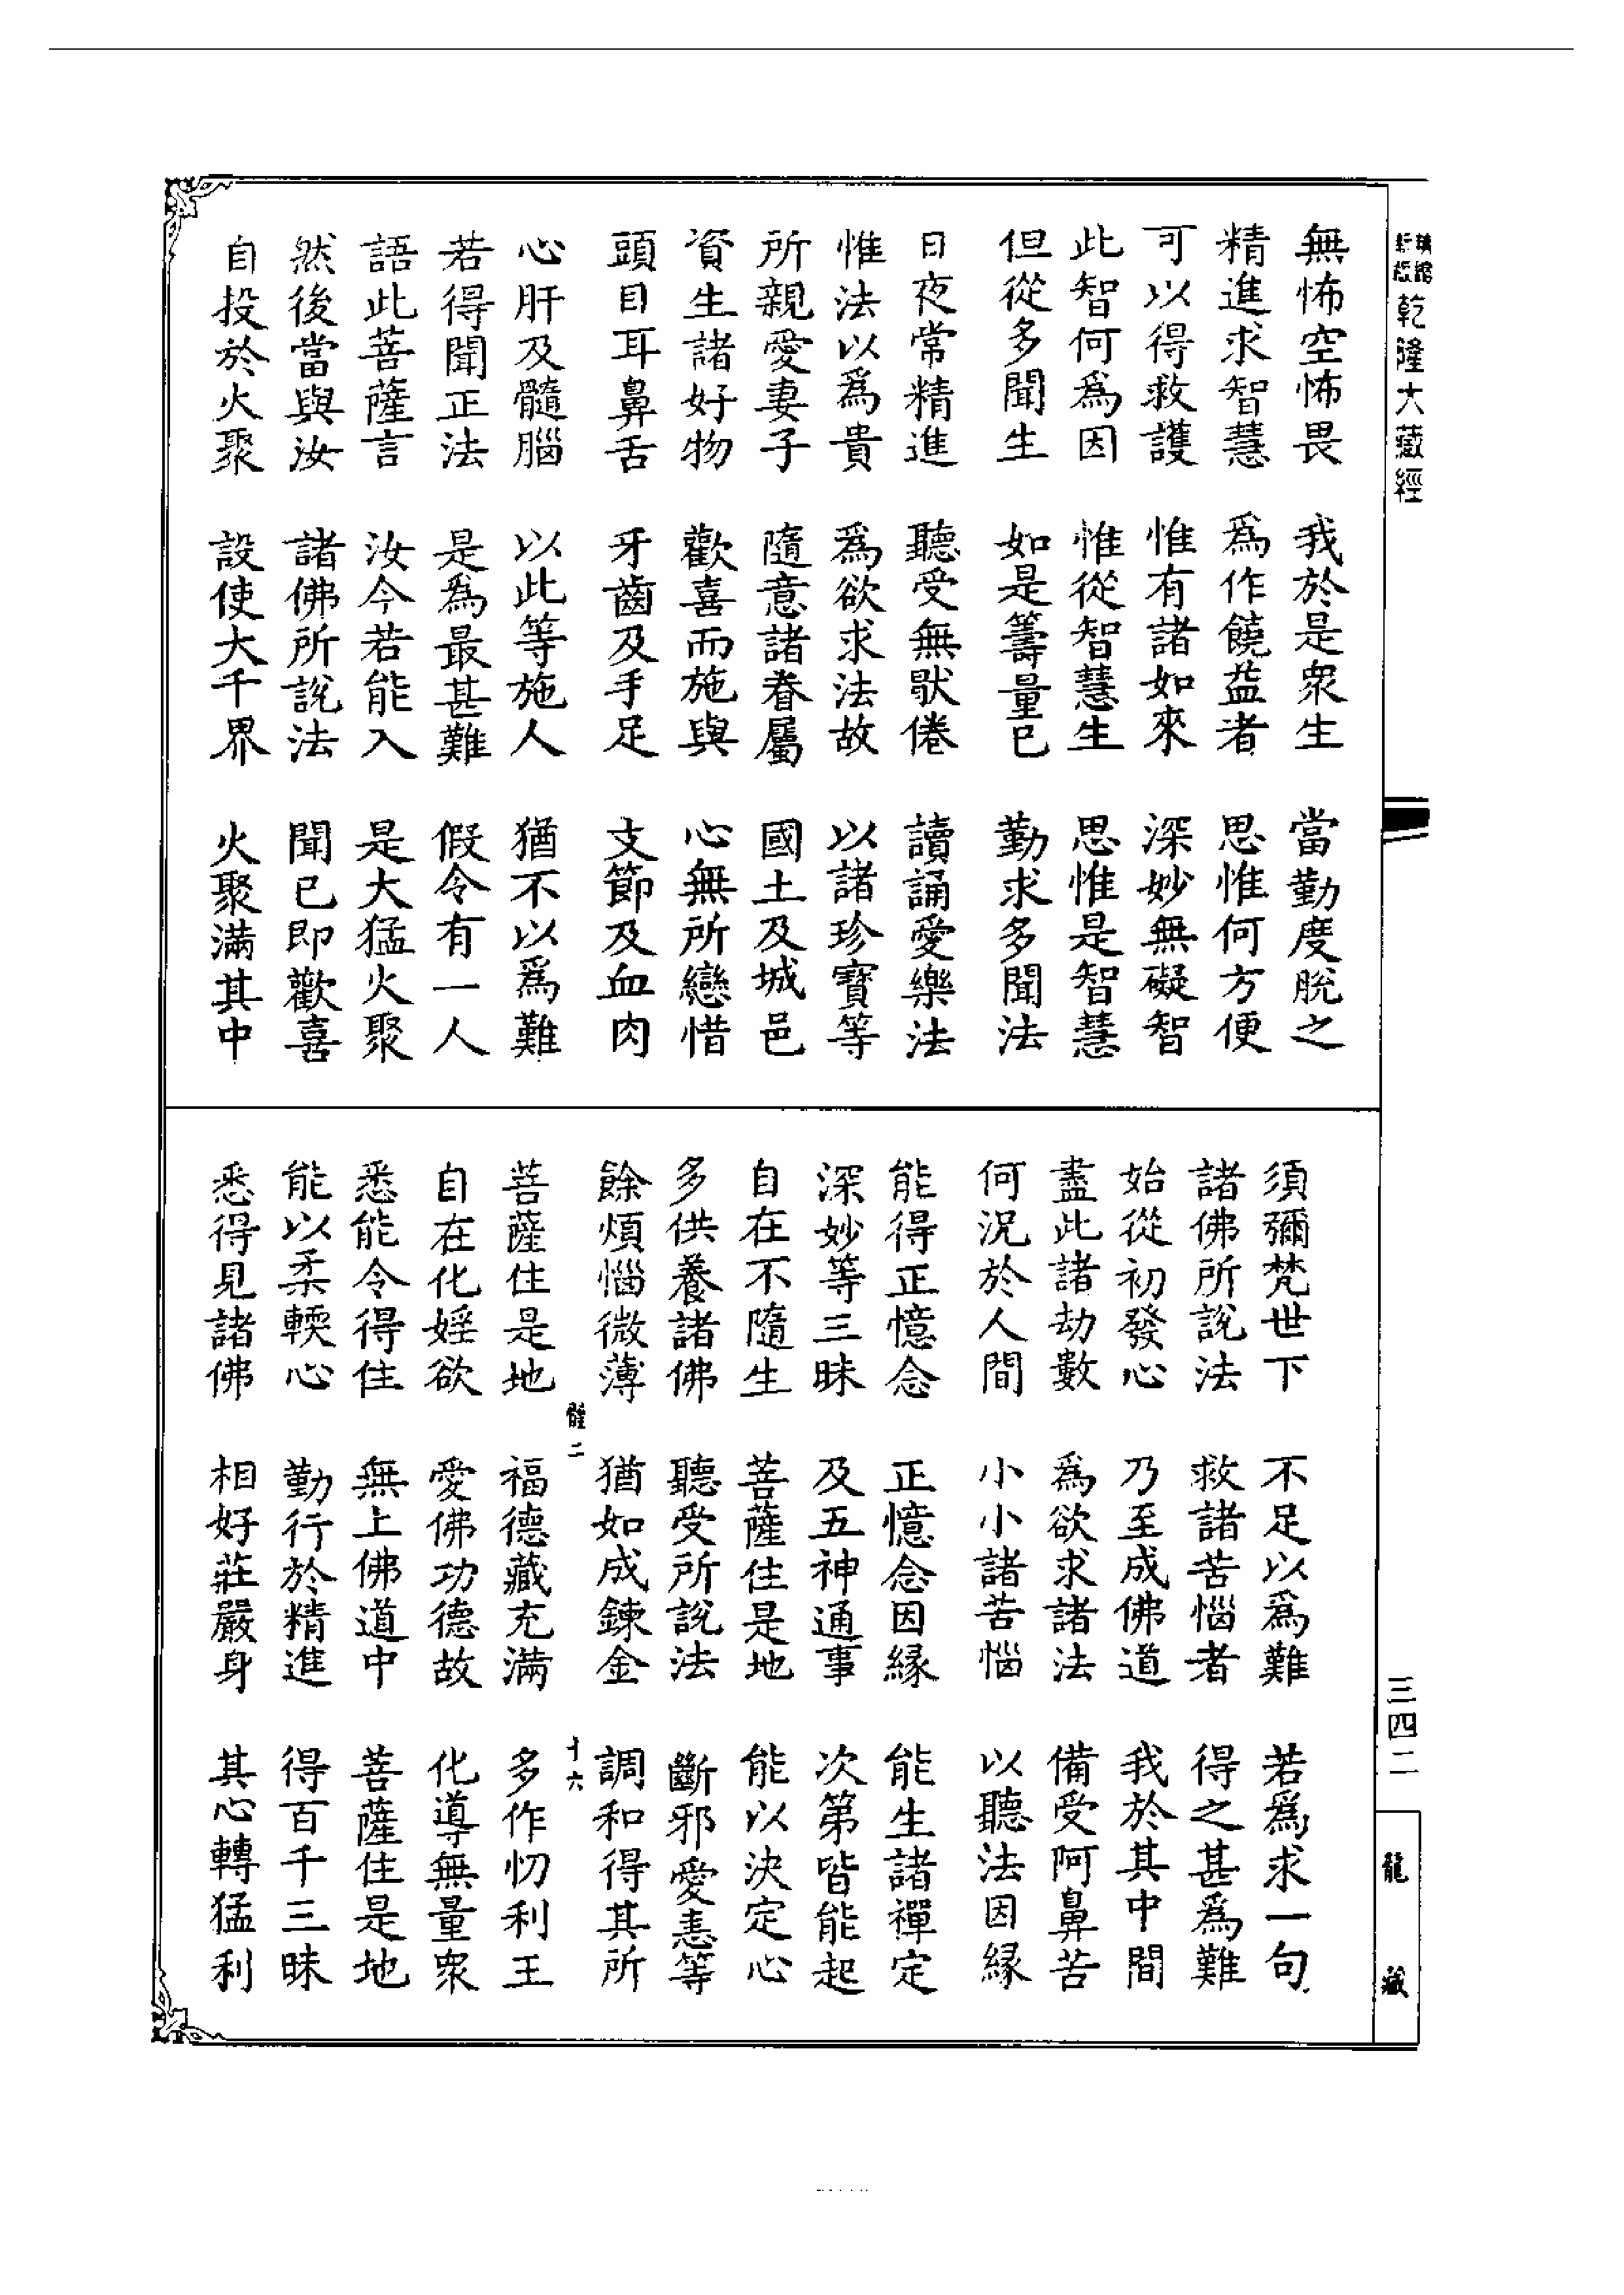 乾隆大藏經
無怖空怖畏　我於是衆生　當勤度脫之
精進求智慧　爲作饒益者　思惟何方便
可以得救護　惟有諸如來　深妙無礙智
此智何爲因　惟從智慧生　思惟是智慧
但從多聞生　如是籌量已　勤求多聞法
日夜常精進　聽受無猒倦　讀誦愛樂法
惟法以爲貴　爲欲求法故　以諸珍寶等
所親愛妻子　隨意諸眷屬　國土及城邑
資生諸好物　歡喜而施與　心無所戀惜
頭目耳鼻舌　牙齒及手足　支節及血肉
心肝及髓腦　以此等施人　猶不以爲難
若得聞正法　是爲最甚難　假令有一人
語此菩薩言　汝今若能入　是大猛火聚
然後當與汝　諸佛所說法　聞已即歡喜
自投於火聚　設使大千界　火聚滿其中
須彌梵世下　不足以爲難　若爲求一句
諸佛所說法　救諸苦惱者　得之甚爲難
始從初發心　乃至成佛道　我於其中間
盡此諸劫數　爲欲求諸法　備受阿鼻苦
何況於人間　小小諸苦惱　以聽法因緣
能得正憶念　正憶念因緣　能生諸禪定
深妙等三昧　及五神通事　次第皆能起
自在不隨生　菩薩住是地　能以決定心
多供養諸佛　聽受所說法　斷邪愛恚等
餘煩惱微薄　猶如成鍊金　調和得其所
髓二　十六
菩薩住是地　福德藏充滿　多作忉利王
自在化婬欲　愛佛功德故　化導無量衆
悉能令得住　無上佛道中　菩薩住是地
能以柔輭心　勤行於精進　得百千三昧
悉得見諸佛　相好莊嚴身　其心轉猛利
三四二
龍藏